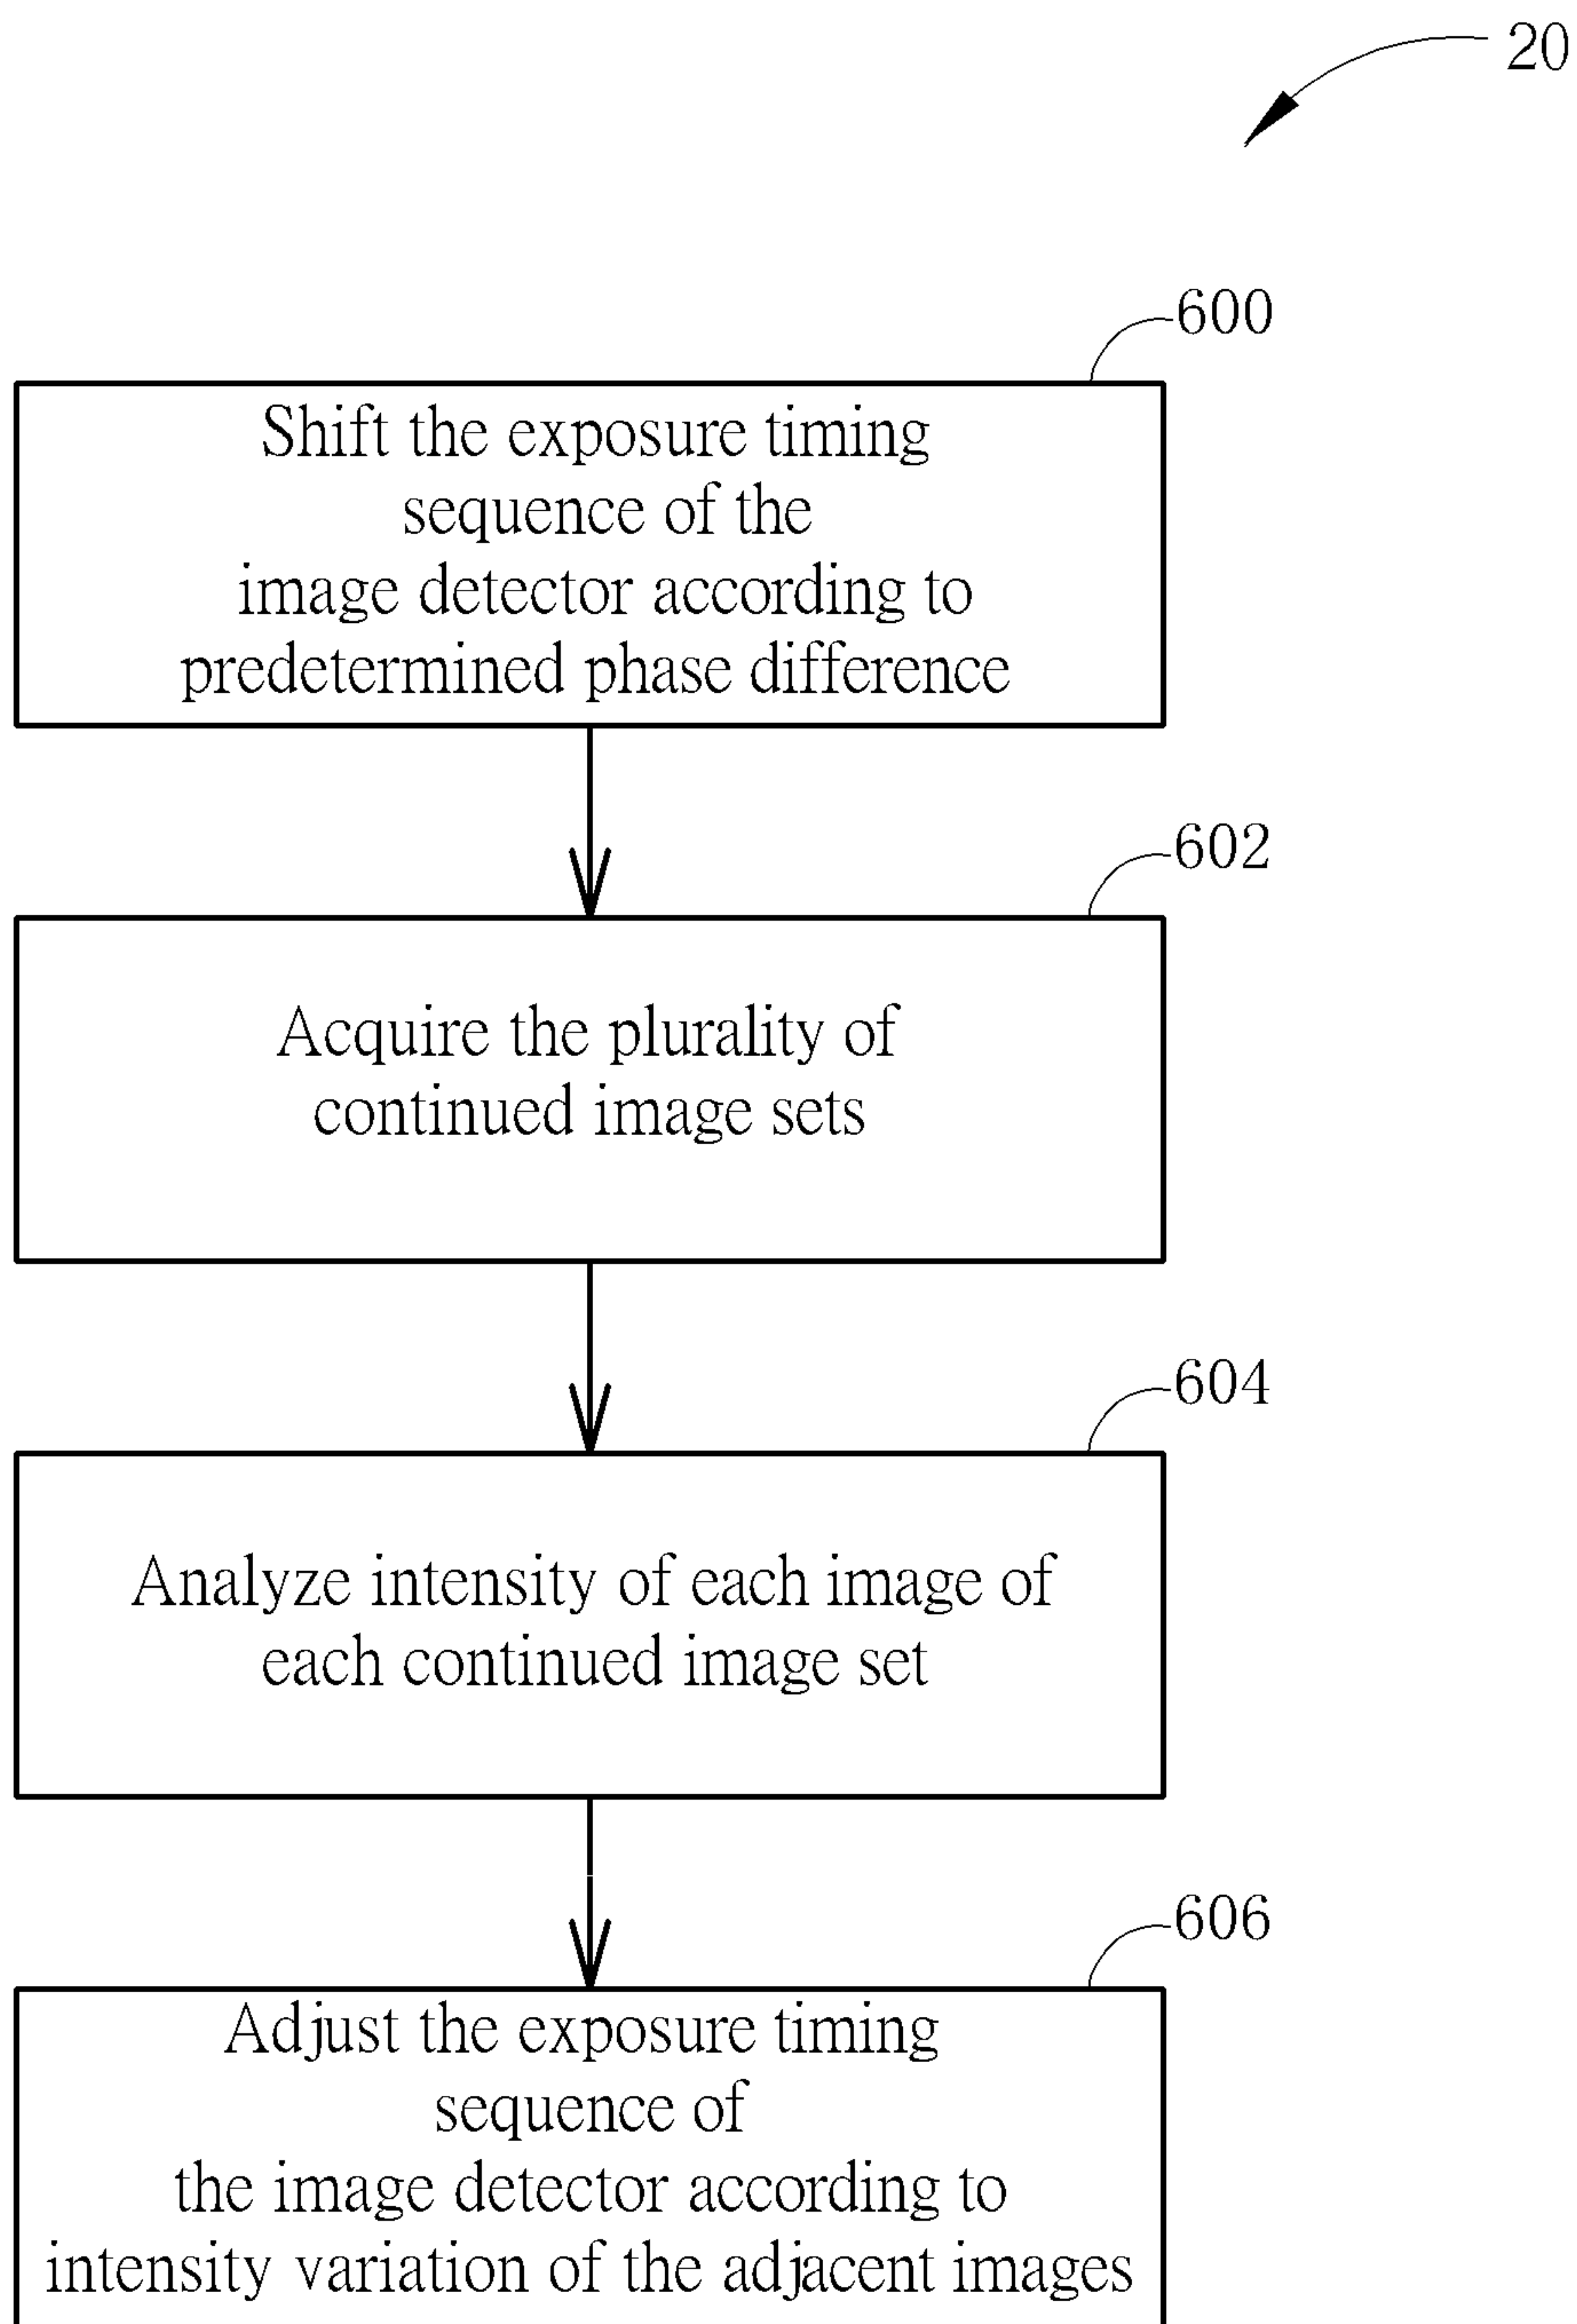 20
600
Shift the exposure timing
sequence of the
image detector according to
predetermined phase difference
602
Acquire the plurality of
continued image sets
604
Analyze intensity of each image of
each continued image set
606
Adjust the exposure timing
sequence of
the image detector according to
intensity variation of the adjacent images